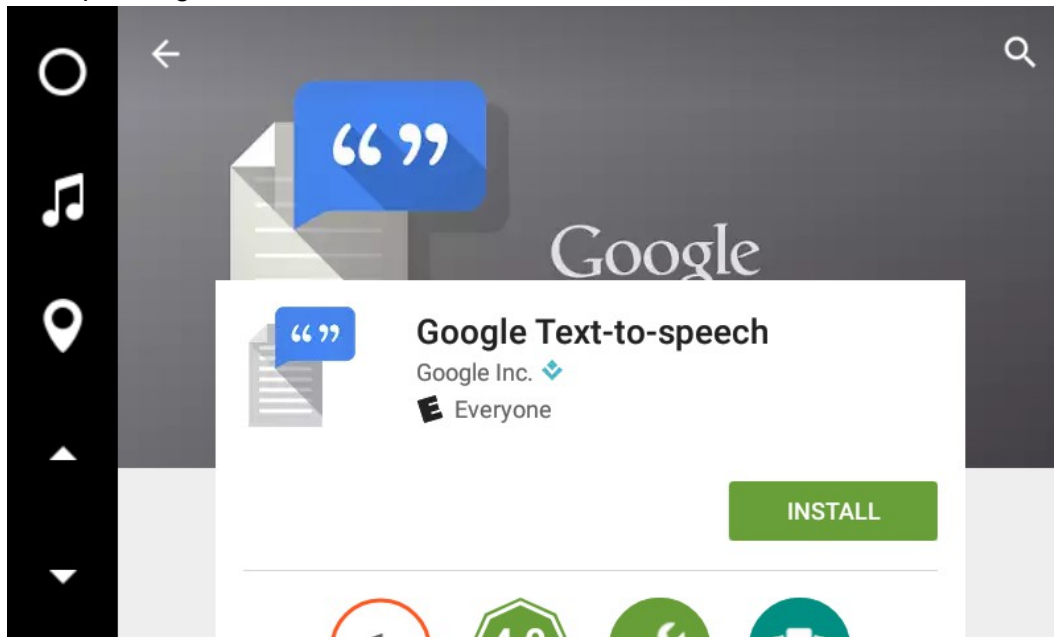 “ ”
Google
“ ”
Google Text-to-speech
Google Inc.
E Everyone
INSTALL